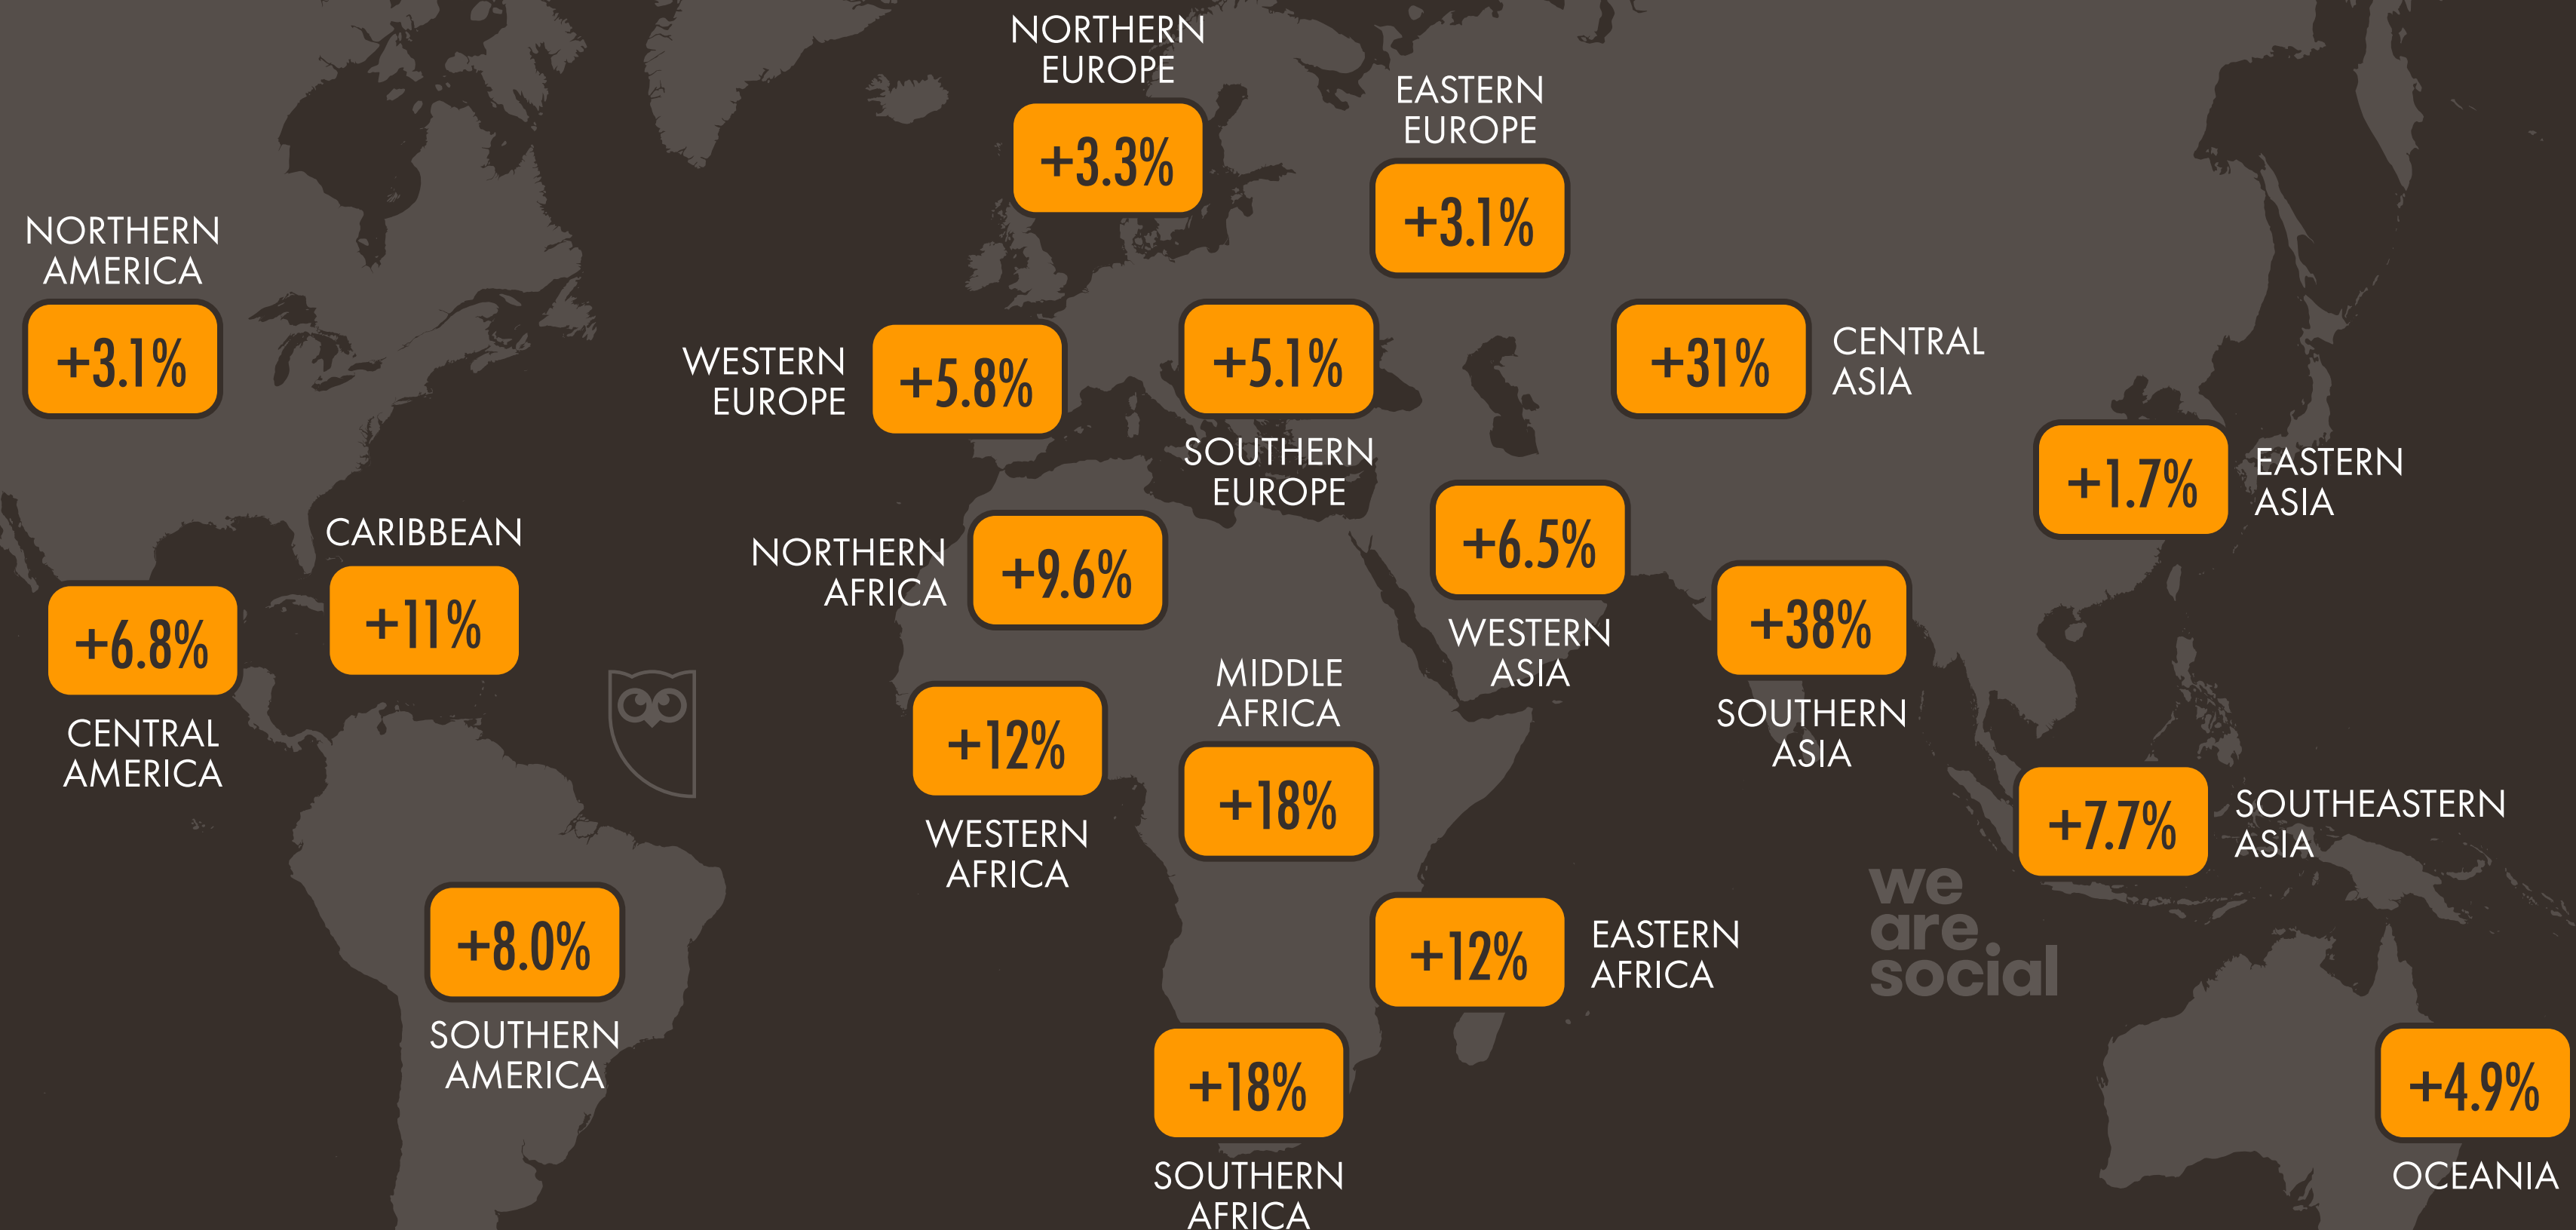 NORTHERN
EUROPE
+3.3%
EASTERN
EUROPE
+3.1%
NORTHERN
AMERICA
+3.1%
WESTERN
EUROPE
+5.8%
+5.1%
SOUTHERN
EUROPE
+31%
CENTRAL
ASIA
+1.7%
EASTERN
ASIA
CARIBBEAN
+11%
NORTHERN
AFRICA
+9.6%
+6.5%
WESTERN
ASIA
+38%
SOUTHERN
ASIA
+6.8%
CENTRAL
AMERICA
+12%
WESTERN
AFRICA
MIDDLE
AFRICA
+18%
+7.7%
SOUTHEASTERN
ASIA
+8.0%
SOUTHERN
AMERICA
+12%
EASTERN
AFRICA
we
are
social
+18%
SOUTHERN
AFRICA
+4.9%
OCEANIA